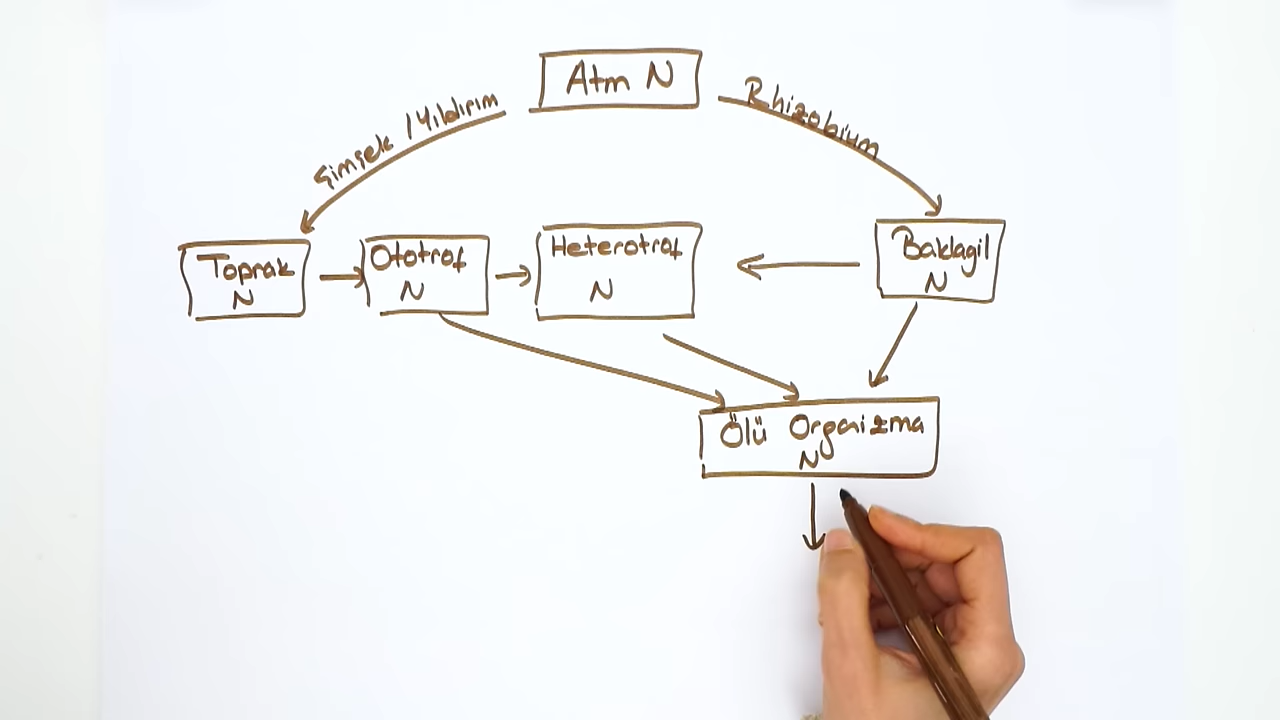 Atm N
Şimşek / Yıldırım
Rhizobium
Toprak
N
Ototrof
N
Heterotrof
N
Baklagil
N
Ölü Organizma
N